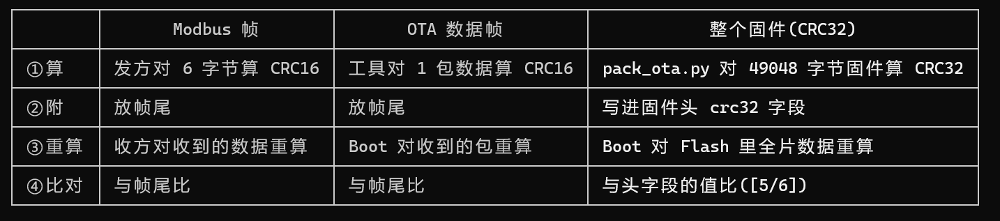 Modbus 帧 OTA 数据帧 整个固件(CRC32)
①算 发方对 6 字节算 CRC16 工具对 1 包数据算 CRC16 pack_ota.py 对 49048 字节固件算 CRC32
②附 放帧尾 放帧尾 写进固件头 crc32 字段
③重算 收方对收到的数据重算 Boot 对收到的包重算 Boot 对 Flash 里全片数据重算
④比对 与帧尾比 与帧尾比 与头字段的值比([5/6])